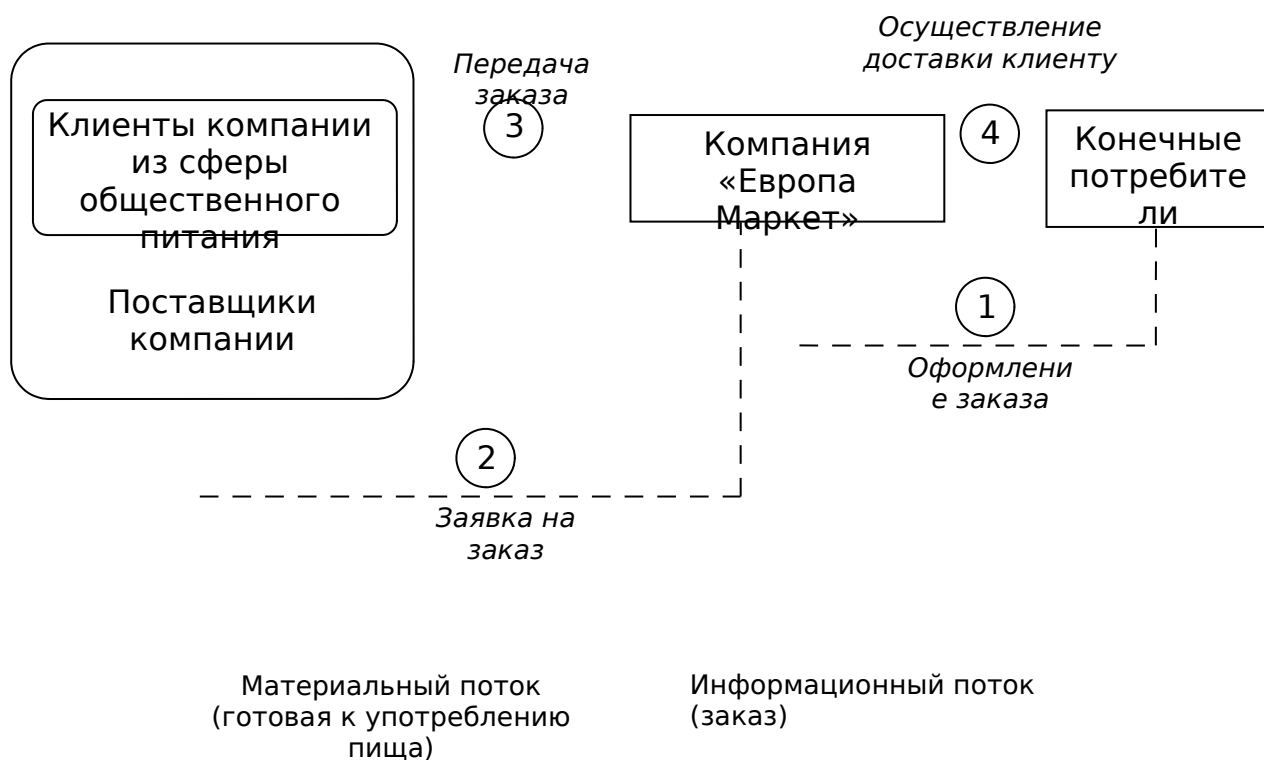 Осуществление
доставки клиенту
Передача
заказа
3
4
Клиенты компании
из сферы
общественного
питания
Компания
«Европа
Маркет»
Конечные
потребите
ли
Поставщики
компании
1
Оформлени
е заказа
2
Заявка на
заказ
Материальный поток
(готовая к употреблению
пища)
Информационный поток
(заказ)